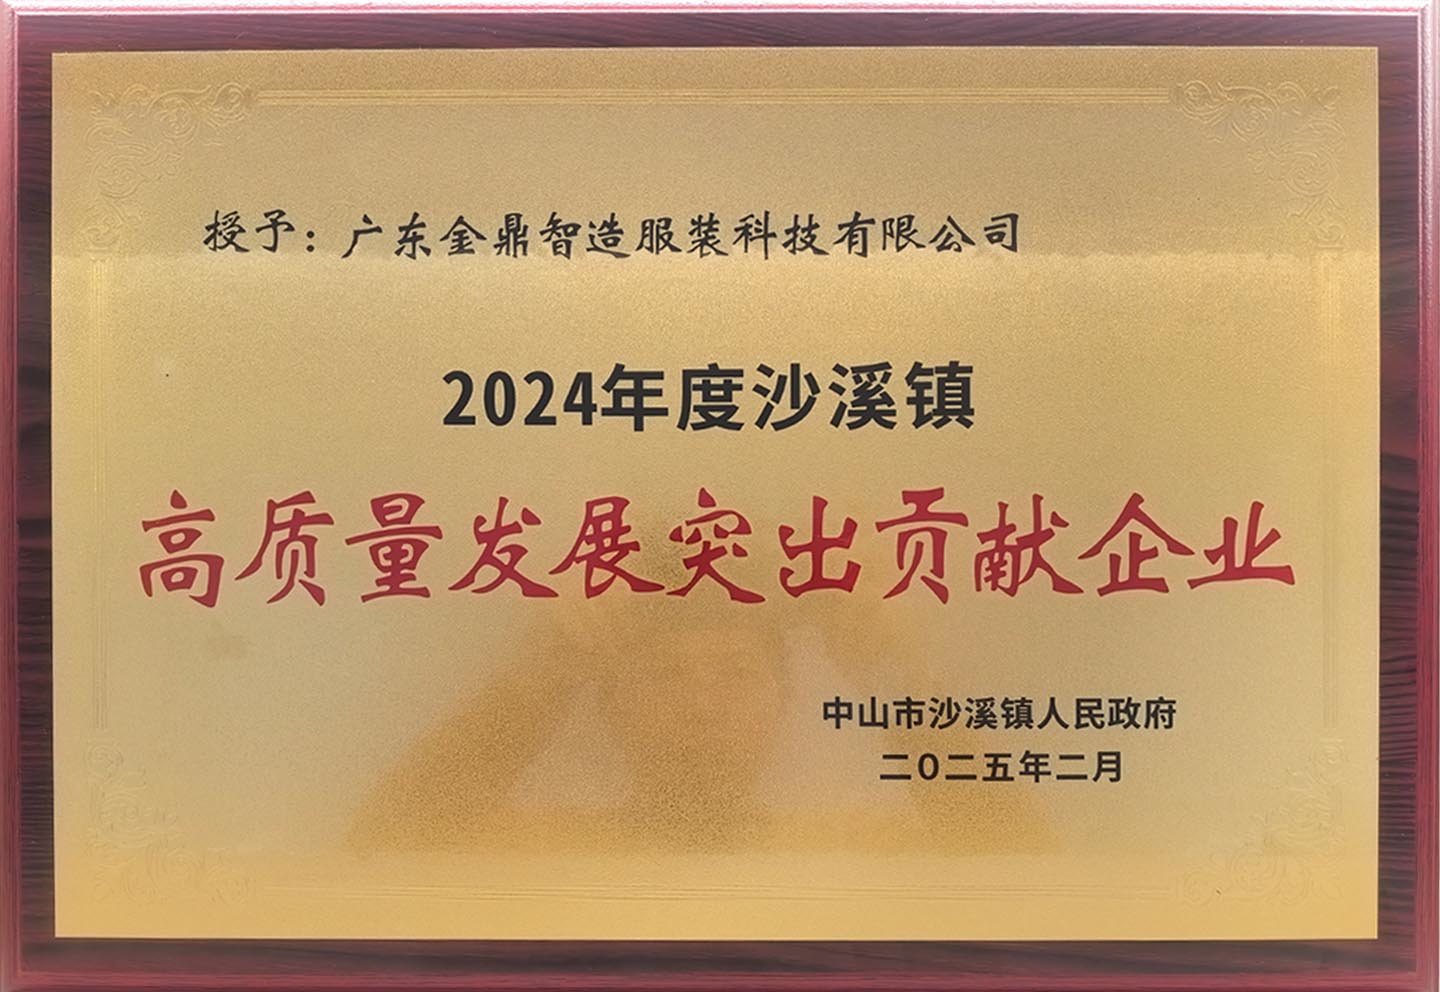 授予：广东金鼎智造服装科技有限公司
2024年度沙溪镇
高质量发展突出贡献企业
中山市沙溪镇人民政府
二〇二五年二月